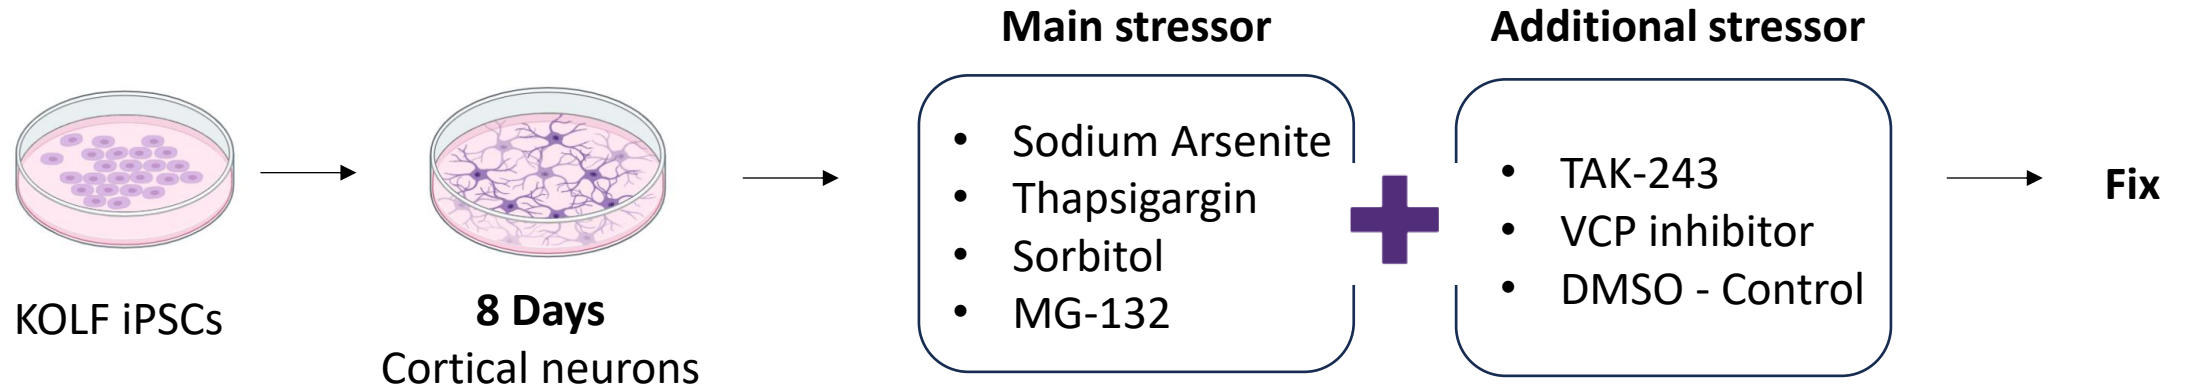 Main stressor
Additional stressor
• Sodium Arsenite
• Thapsigargin
• Sorbitol
• MG-132
• TAK-243
• VCP inhibitor
• DMSO - Control
Fix
KOLF iPSCs
8 Days
Cortical neurons